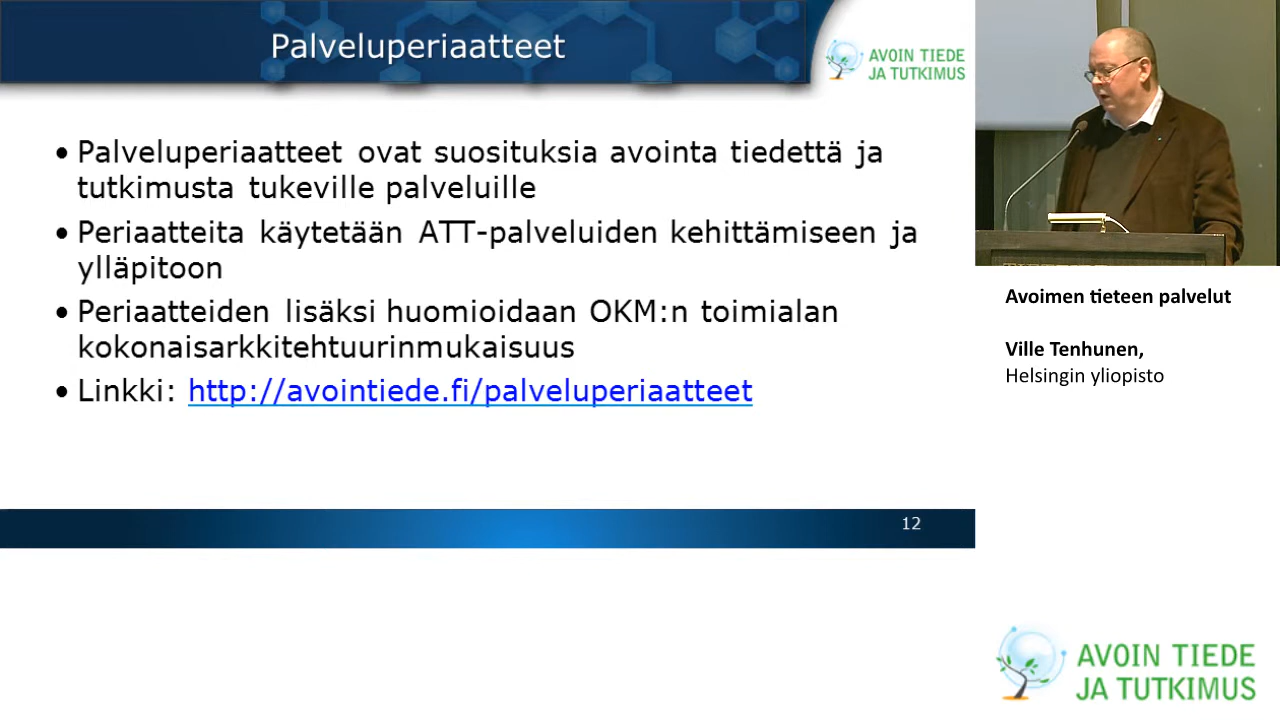 Palveluperiaatteet
AVOIN TIEDE
JA TUTKIMUS
• Palveluperiaatteet ovat suosituksia avointa tiedettä ja
tutkimusta tukeville palveluille
• Periaatteita käytetään ATT-palveluiden kehittämiseen ja
ylläpitoon
• Periaatteiden lisäksi huomioidaan OKM:n toimialan
kokonaisarkkitehtuurinmukaisuus
• Linkki: http://avointiede.fi/palveluperiaatteet
12
Avoimen tieteen palvelut
Ville Tenhunen,
Helsingin yliopisto
AVOIN TIEDE
JA TUTKIMUS